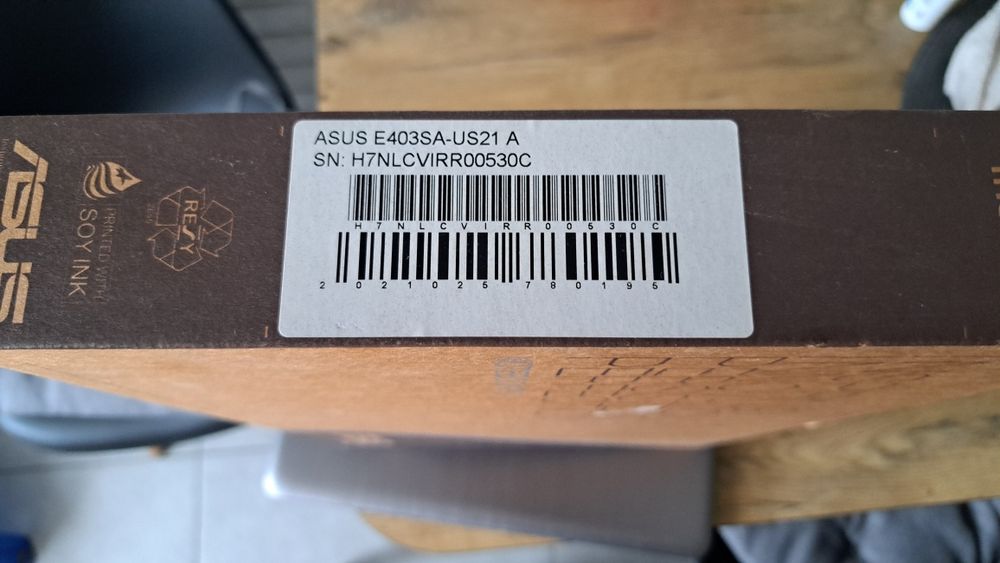 ASUS E403SA-US21 A
SN: H7NLCVIRR00530C
H7NLCVIRR00530C
2021025780195
ASUS
PRINTED WITH
SOY INK
RESY